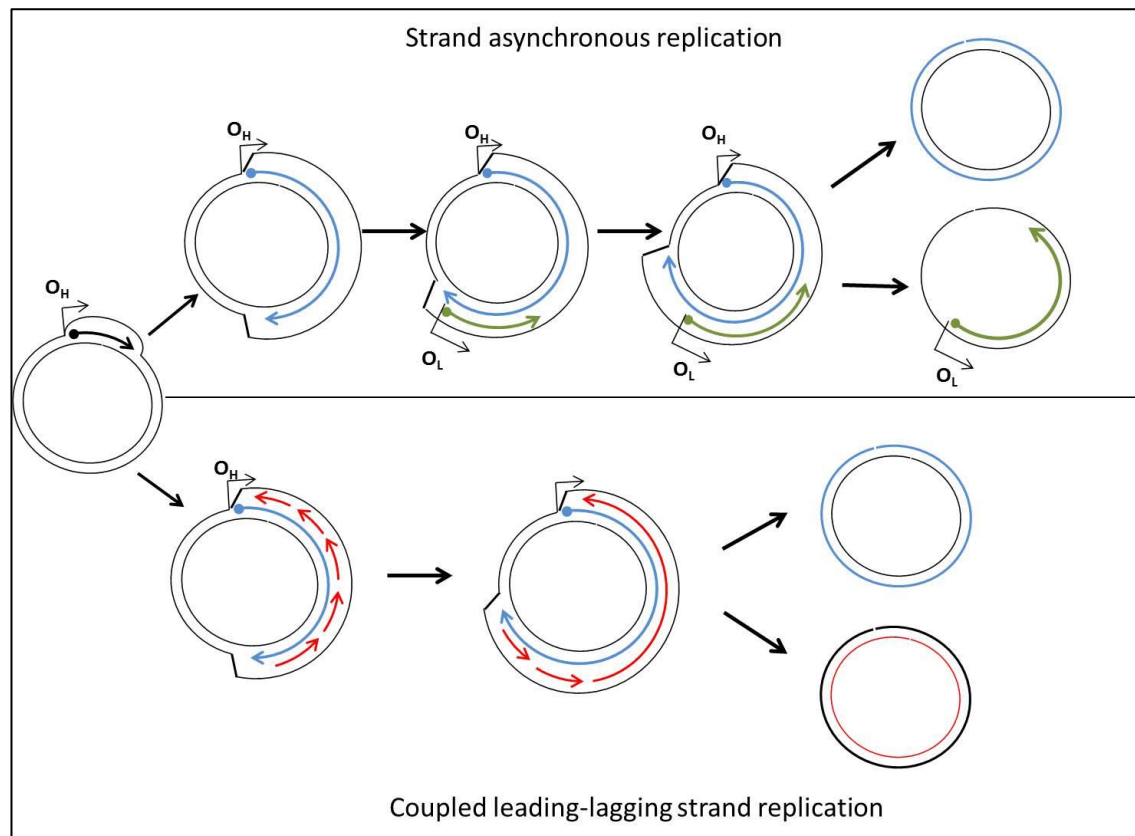 Strand asynchronous replication
O_H
O_H
O_H
O_H
O_L
O_L
O_L
O_H
Coupled leading-lagging strand replication